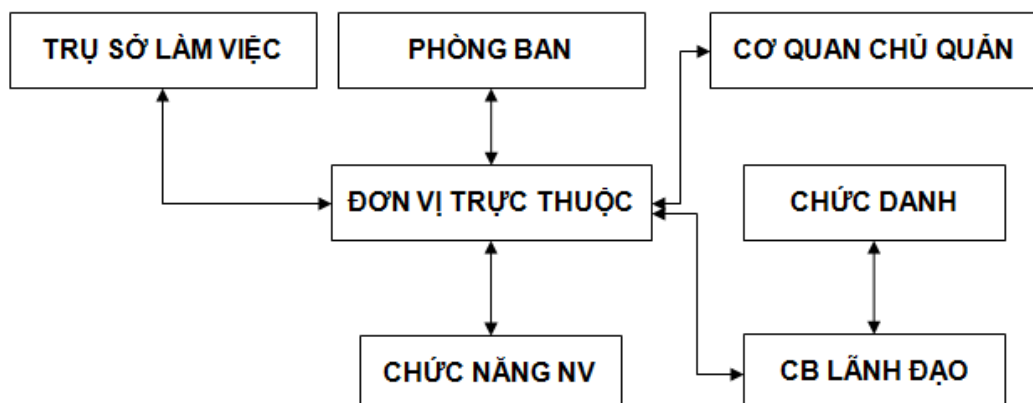 TRỤ SỞ LÀM VIỆC
PHÒNG BAN
CƠ QUAN CHỦ QUẢN
ĐƠN VỊ TRỰC THUỘC
CHỨC DANH
CHỨC NĂNG NV
CB LÃNH ĐẠO